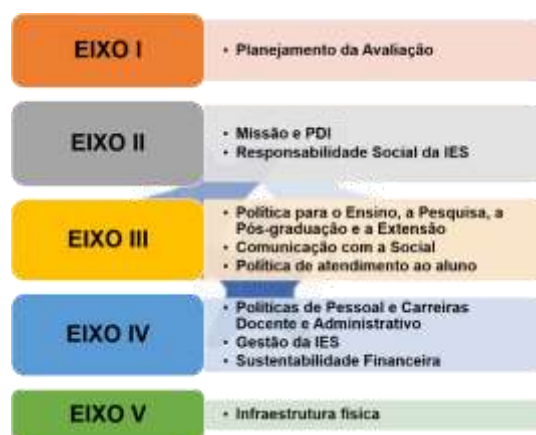 EIXO I
• Planejamento da Avaliação
EIXO II
• Missão e PDI
• Responsabilidade Social da IES
EIXO III
• Política para o Ensino, a Pesquisa, a
Pós-graduação e a Extensão
• Comunicação com a Social
• Política de atendimento ao aluno
EIXO IV
• Políticas de Pessoal e Carreiras
Docente e Administrativo
• Gestão da IES
• Sustentabilidade Financeira
EIXO V
• Infraestrutura física